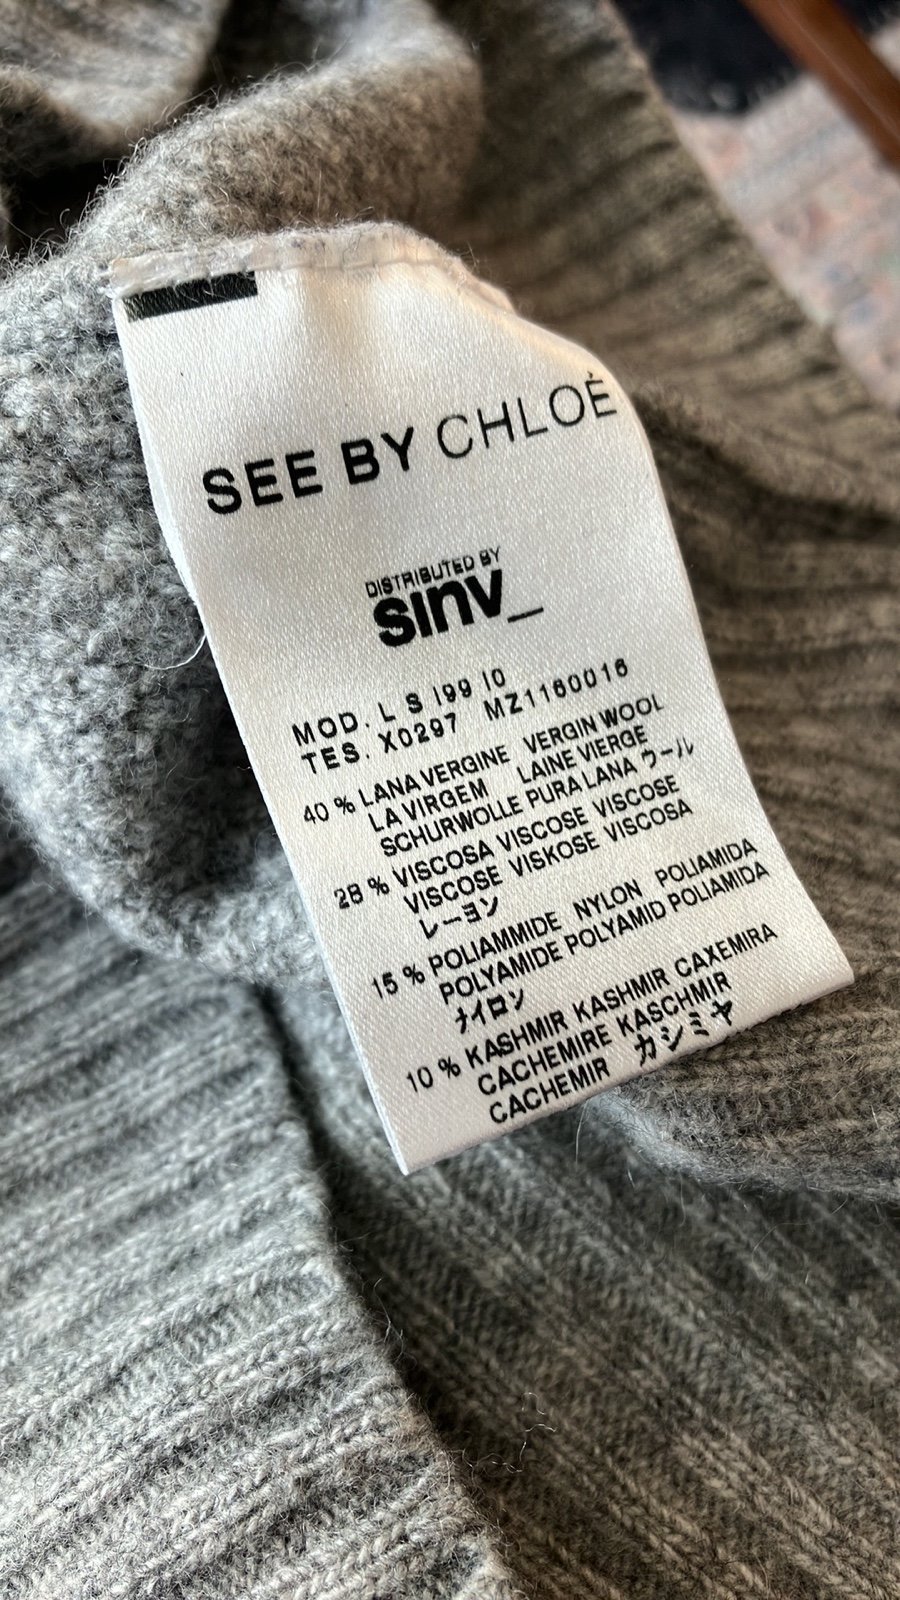 SEE BY CHLOÉ
DISTRIBUTED BY
sinv_
MOD. L S 199 10
TES. X0297 MZ1160016
40 % LANA VERGINE VERGIN WOOL
LA VIRGEM LAINE VIERGE
SCHURWOLLE PURA LANA ウール
28 % VISCOSA VISCOSE VISCOSE
VISCOSE VISKOSE VISCOSA
レーヨン
15 % POLIAMMIDE NYLON POLIAMIDA
POLYAMIDE POLYAMID POLIAMIDA
ナイロン
10 % KASHMIR KASHMIR CAXEMIRA
CACHEMIRE KASCHMIR
CACHEMIR カシミヤ